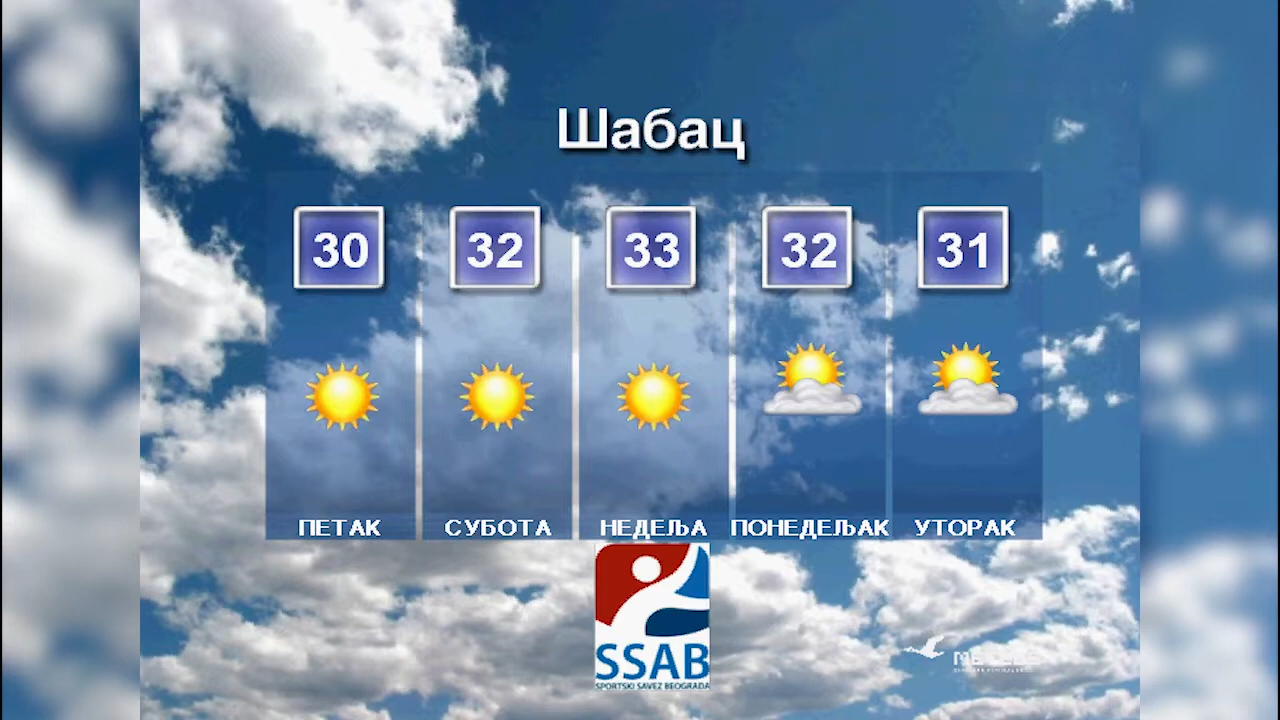 Шабац
30 32 33 32 31
ПЕТАК СУБОТА НЕДЕЉА ПОНЕДЕЉАК УТОРАК
SSAB
SPORTSKI SAVEZ BEOGRADA